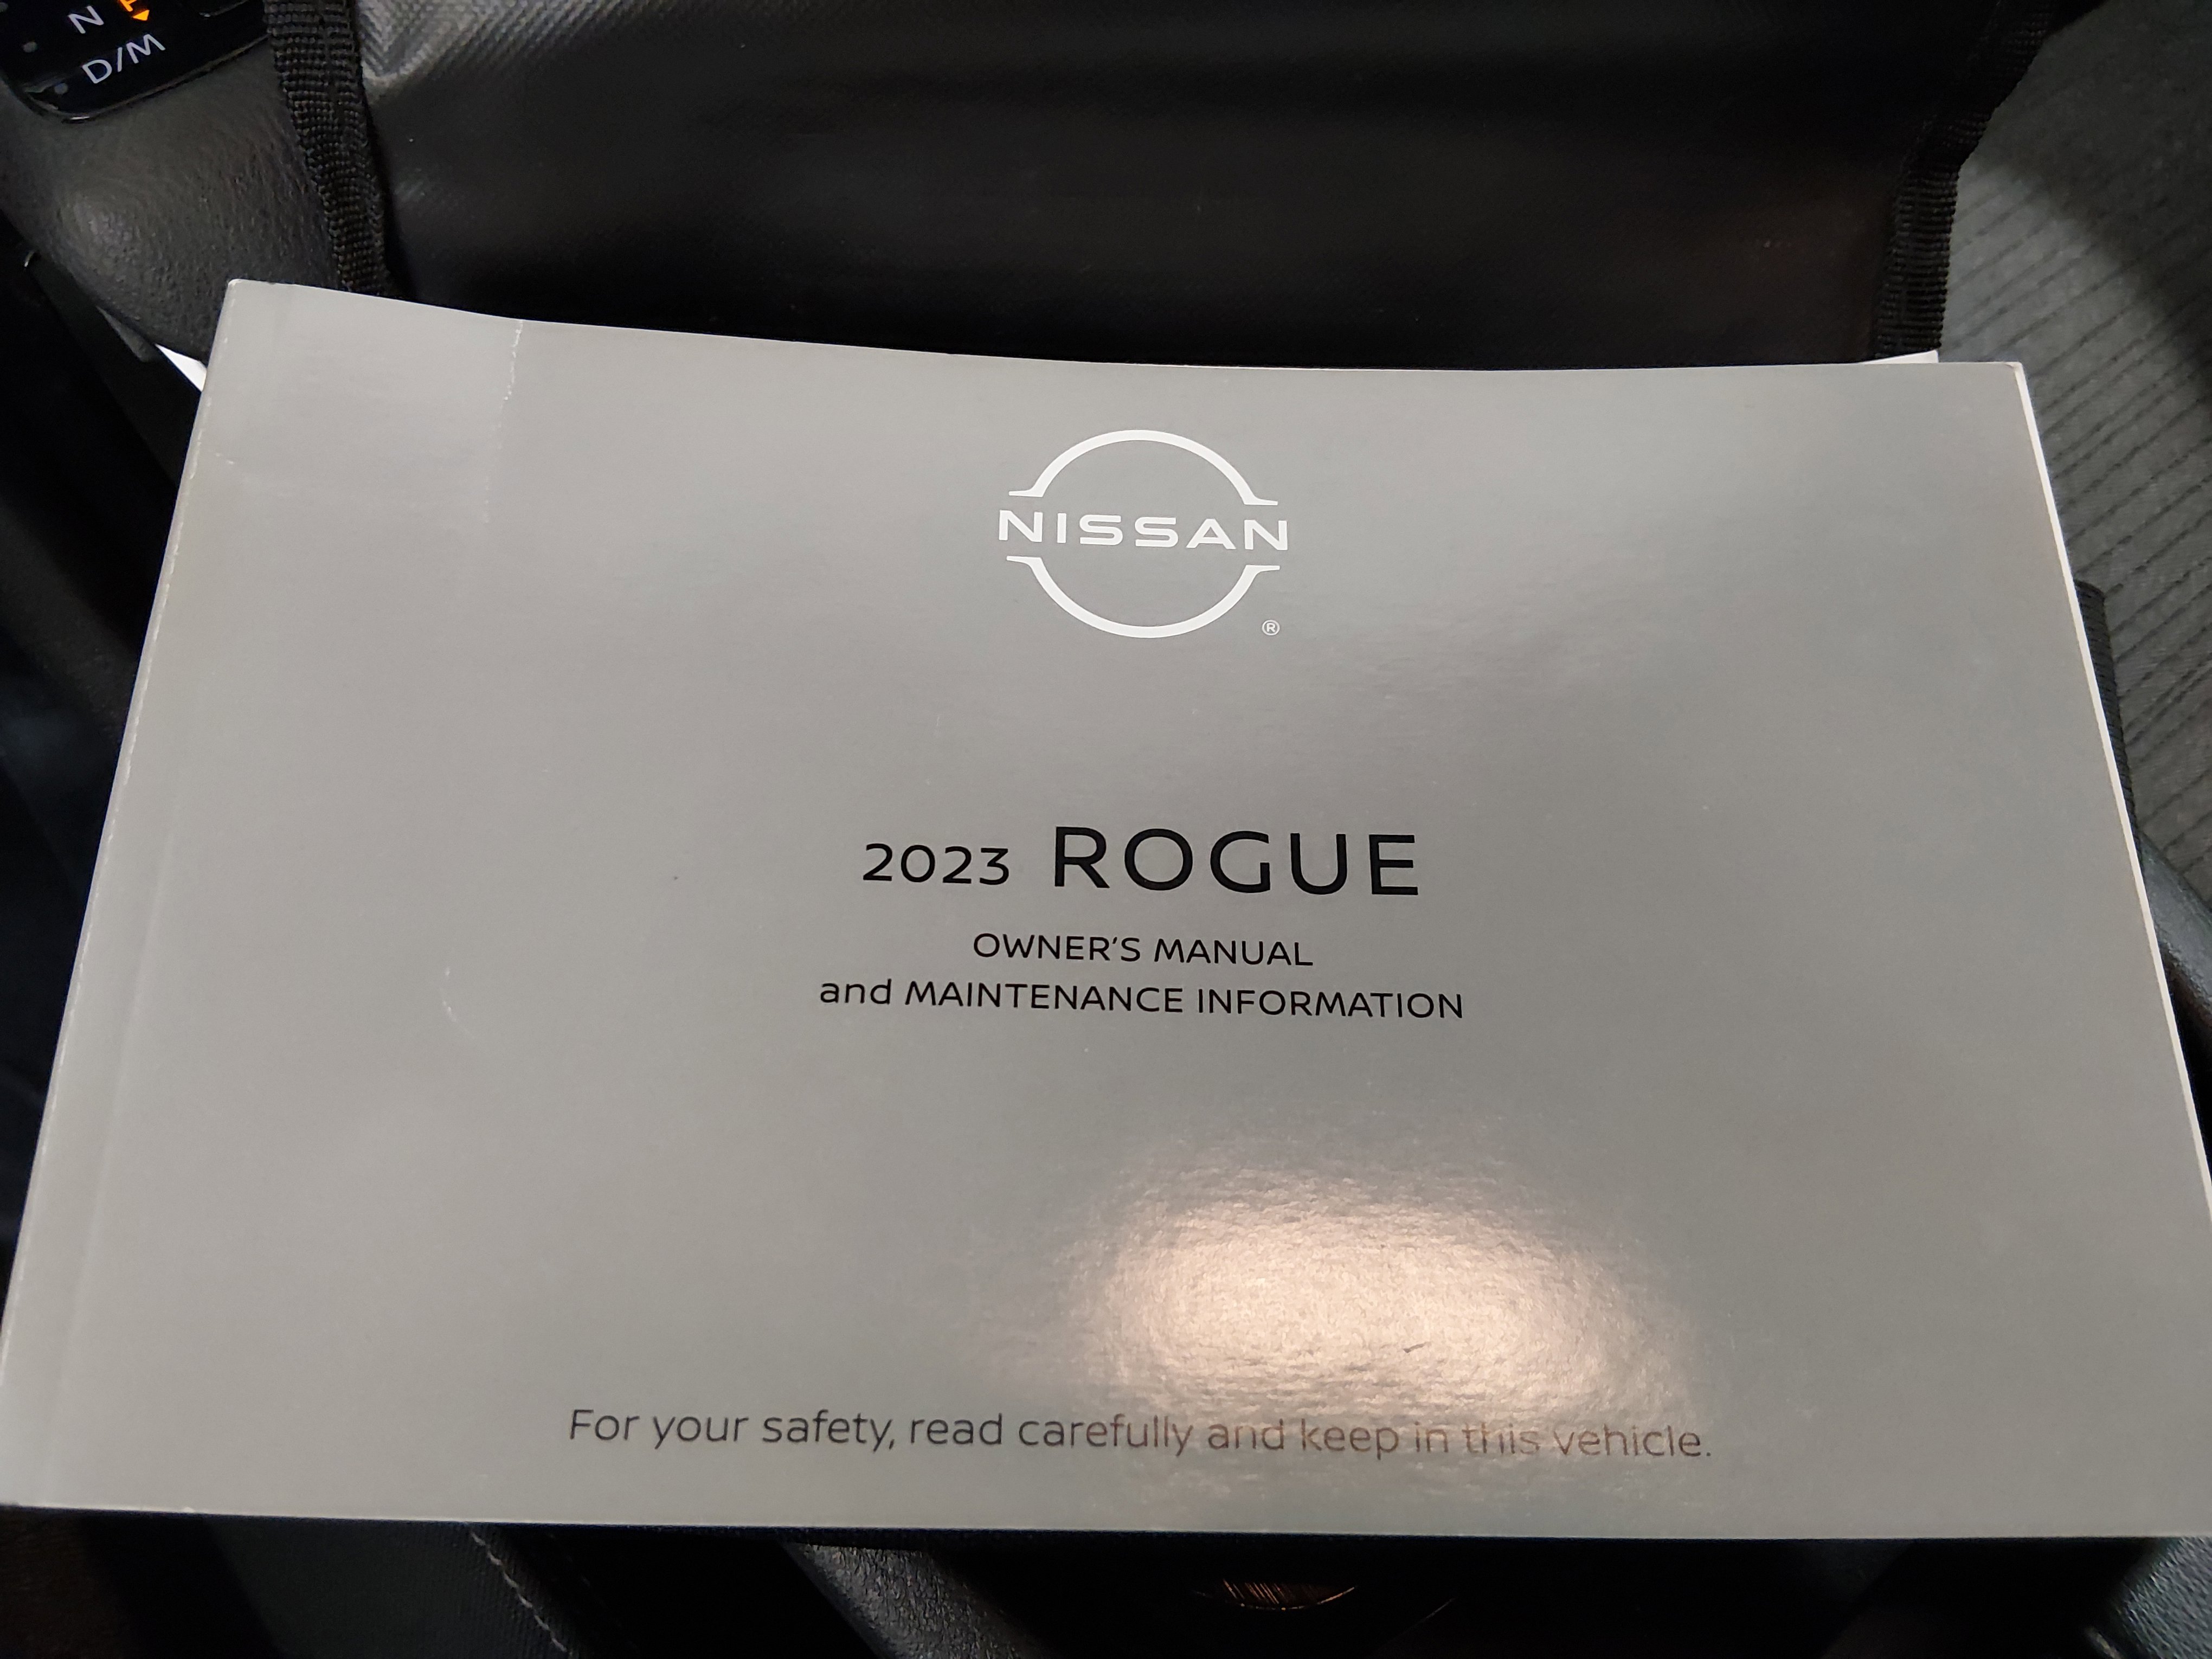 N
D/M
NISSAN
®
2023 ROGUE
OWNER'S MANUAL
and MAINTENANCE INFORMATION
For your safety, read carefully and keep in this vehicle.